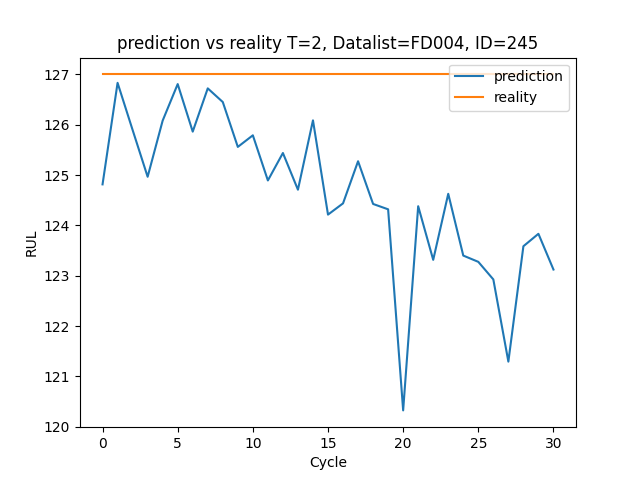 prediction vs reality T=2, Datalist=FD004, ID=245
127
126
125
124
123
122
121
120
RUL
prediction
reality
0 5 10 15 20 25 30
Cycle